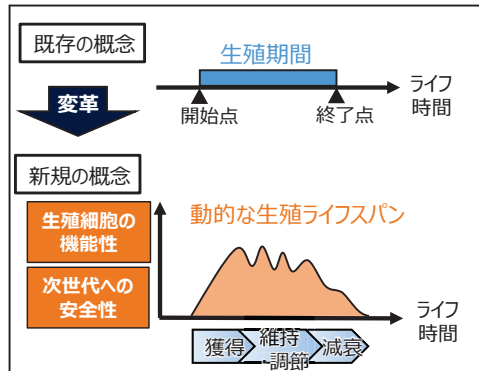 既存の概念
生殖期間
ライフ
時間
変革
開始点
終了点
新規の概念
生殖細胞の
機能性
動的な生殖ライフスパン
次世代への
安全性
ライフ
時間
獲得
維持
・調節
減衰